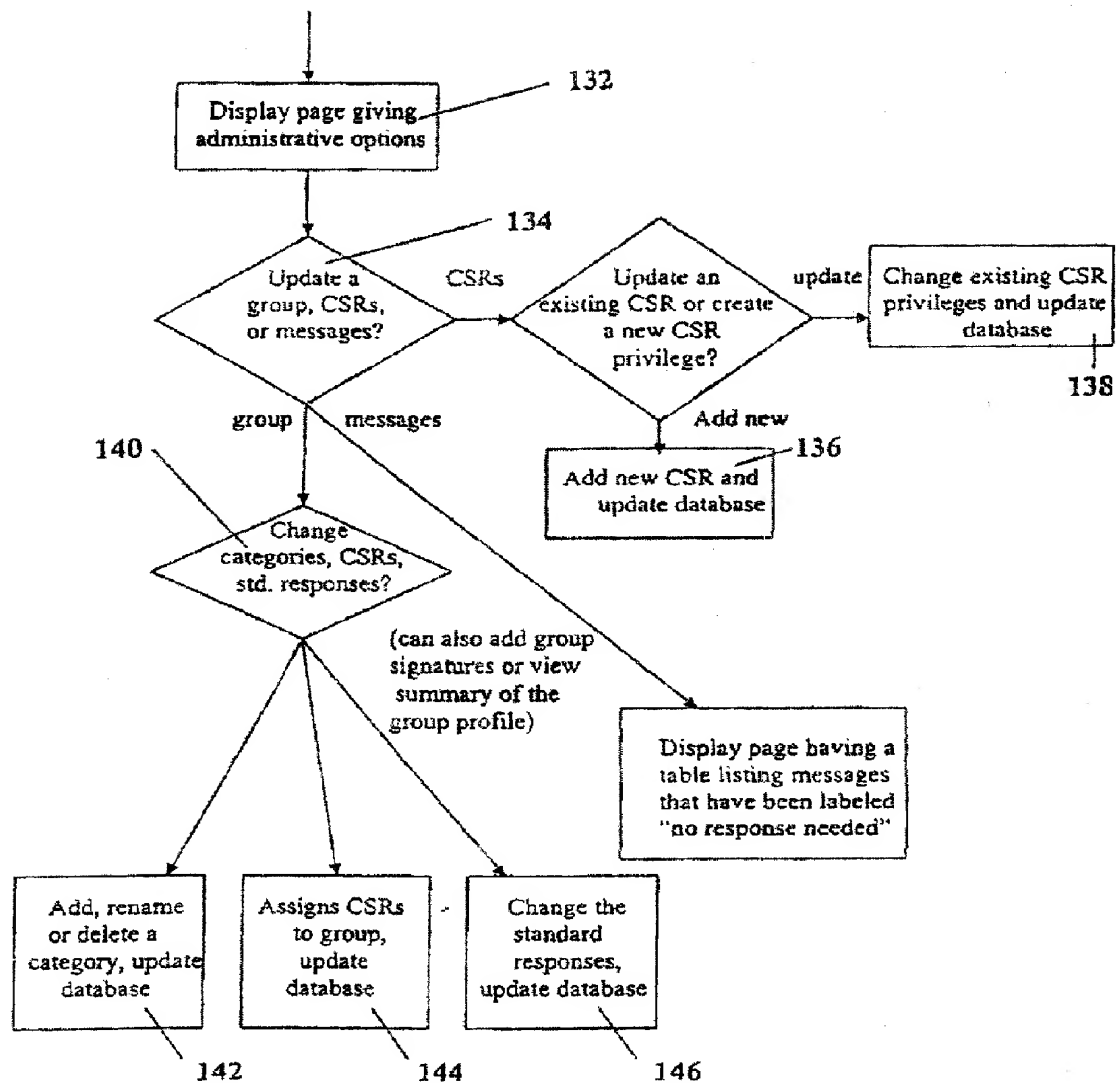 132
Display page giving
administrative options
134
Update a
group, CSRs,
or messages?
CSRs
Update an
existing CSR or create
a new CSR
privilege?
update
Change existing CSR
privileges and update
database
138
group
messages
Add new
140
136
Add new CSR and
update database
Change
categories, CSRs,
std. responses?
(can also add group
signatures or view
summary of the
group profile)
Display page having a
table listing messages
that have been labeled
"no response needed"
Add, rename
or delete a
category, update
database
Assigns CSRs
to group,
update
database
Change the
standard
responses,
update database
142
144
146